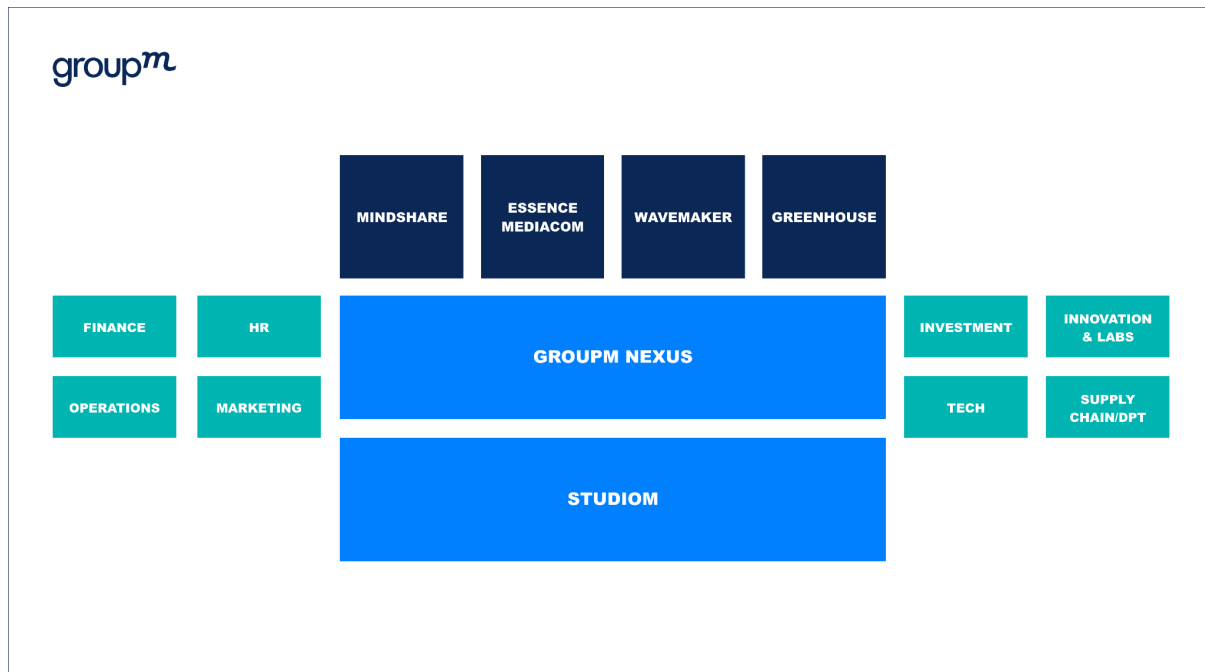 groupm
MINDSHARE
ESSENCE
MEDIACOM
WAVEMAKER
GREENHOUSE
FINANCE
HR
GROUPM NEXUS
INVESTMENT
INNOVATION
& LABS
OPERATIONS
MARKETING
TECH
SUPPLY
CHAIN/DPT
STUDIOM